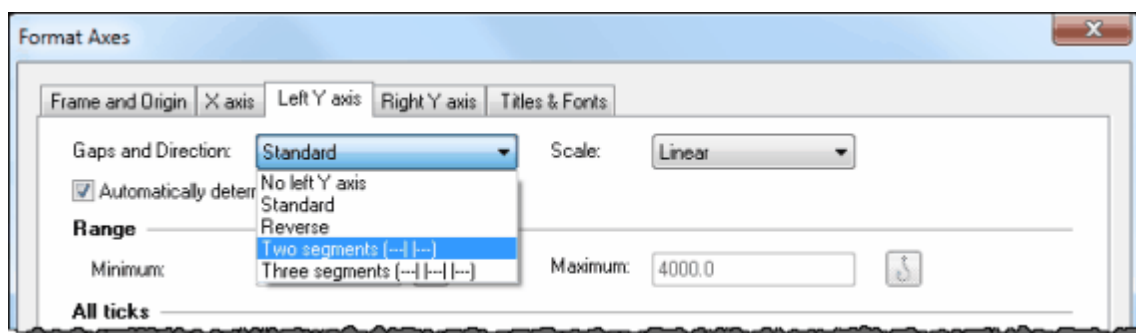 Format Axes
Frame and Origin X axis Left Y axis Right Y axis Titles & Fonts
Gaps and Direction: Standard Scale: Linear
Automatically deter
No left Y axis
Standard
Reverse
Two segments (---| |---)
Three segments (---| |---| |---)
Range
Minimum: Maximum: 4000.0
All ticks